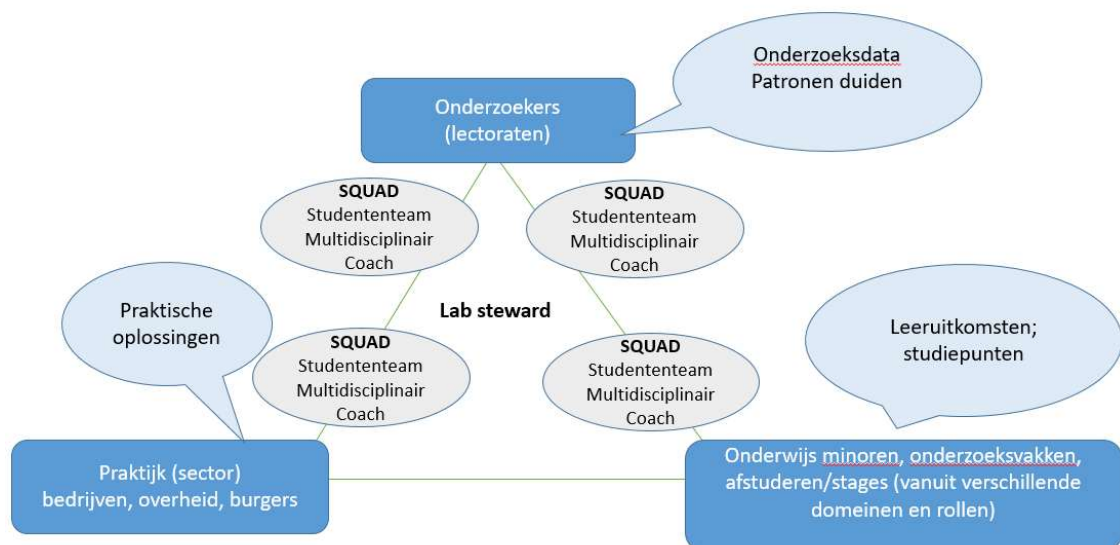 Onderzoeksdata
Patronen duiden
Onderzoekers
(lectoraten)
SQUAD
Studententeam
Multidisciplinair
Coach
SQUAD
Studententeam
Multidisciplinair
Coach
Praktische
oplossingen
Lab steward
Leeruitkomsten;
studiepunten
SQUAD
Studententeam
Multidisciplinair
Coach
SQUAD
Studententeam
Multidisciplinair
Coach
Praktijk (sector)
bedrijven, overheid, burgers
Onderwijs minoren, onderzoeksvakken,
afstuderen/stages (vanuit verschillende
domeinen en rollen)